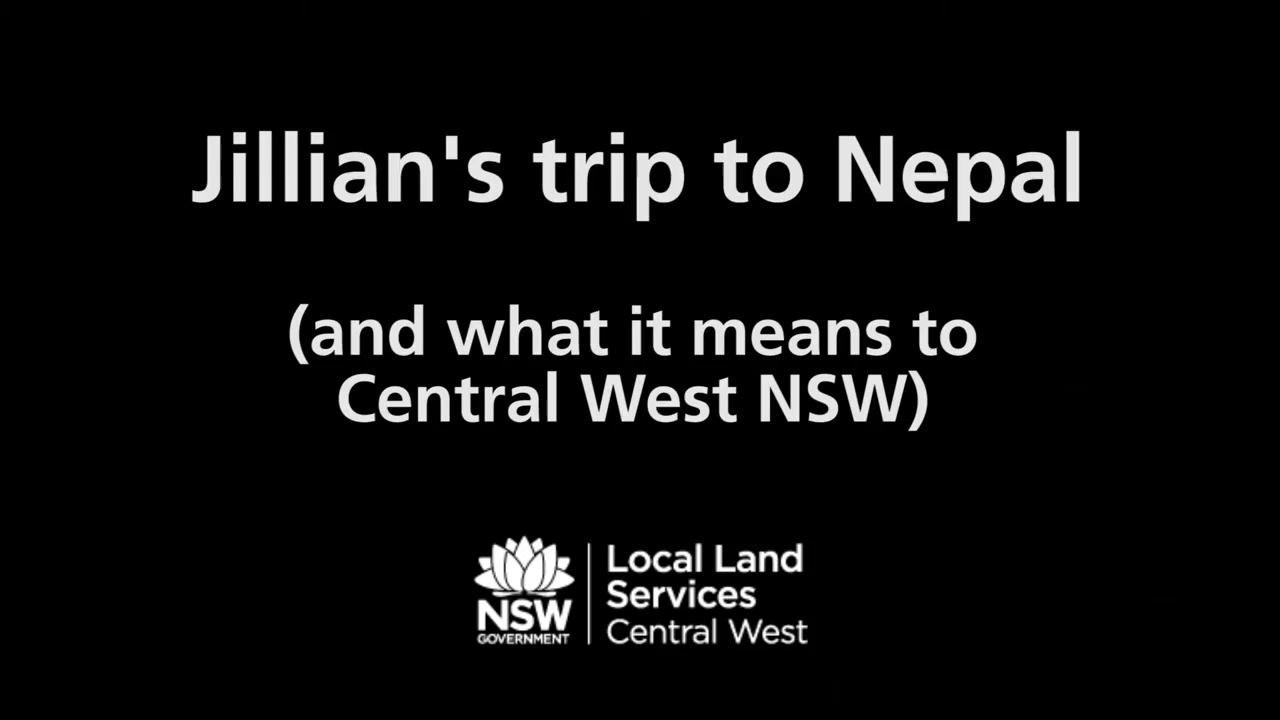 Jillian's trip to Nepal
(and what it means to
Central West NSW)
NSW
GOVERNMENT
Local Land
Services
Central West